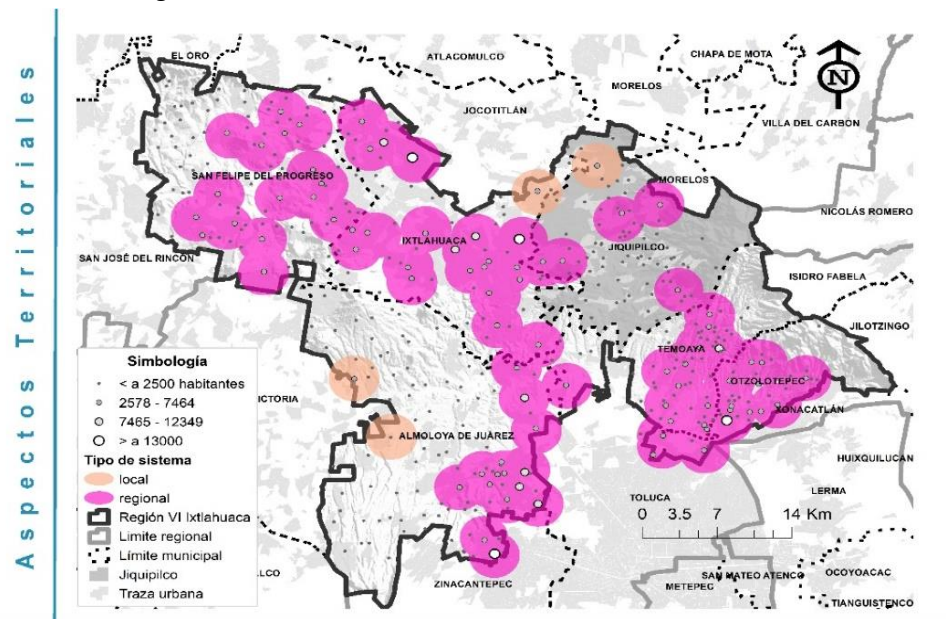 Aspectos Territoriales
EL ORO
ATLACOMULCO
CHAPA DE MOTA
MORELOS
JOCOTITLÁN
VILLA DEL CARBON
N
SAN FELIPE DEL PROGRESO
MORELOS
NICOLÁS ROMERO
IXTLAHUACA
JIQUIPILCO
SAN JOSÉ DEL RINCON
ISIDRO FABELA
JILOTZINGO
TEMOAYA
OTZOLOTEPEC
XONACATLÁN
ICTORIA
ALMOLOYA DE JUÁREZ
HUIXQUILUCAN
TOLUCA
LERMA
0 3.5 7 14 Km
ALCO
ZINACANTEPEC
METEPEC
SAN MATEO ATENCO
OCOYOACAC
TIANGUISTENCO
Simbología
< a 2500 habitantes
2578 - 7464
7465 - 12349
> a 13000
Tipo de sistema
local
regional
Región VI Ixtlahuaca
Limite regional
Límite municipal
Jiquipilco
Traza urbana